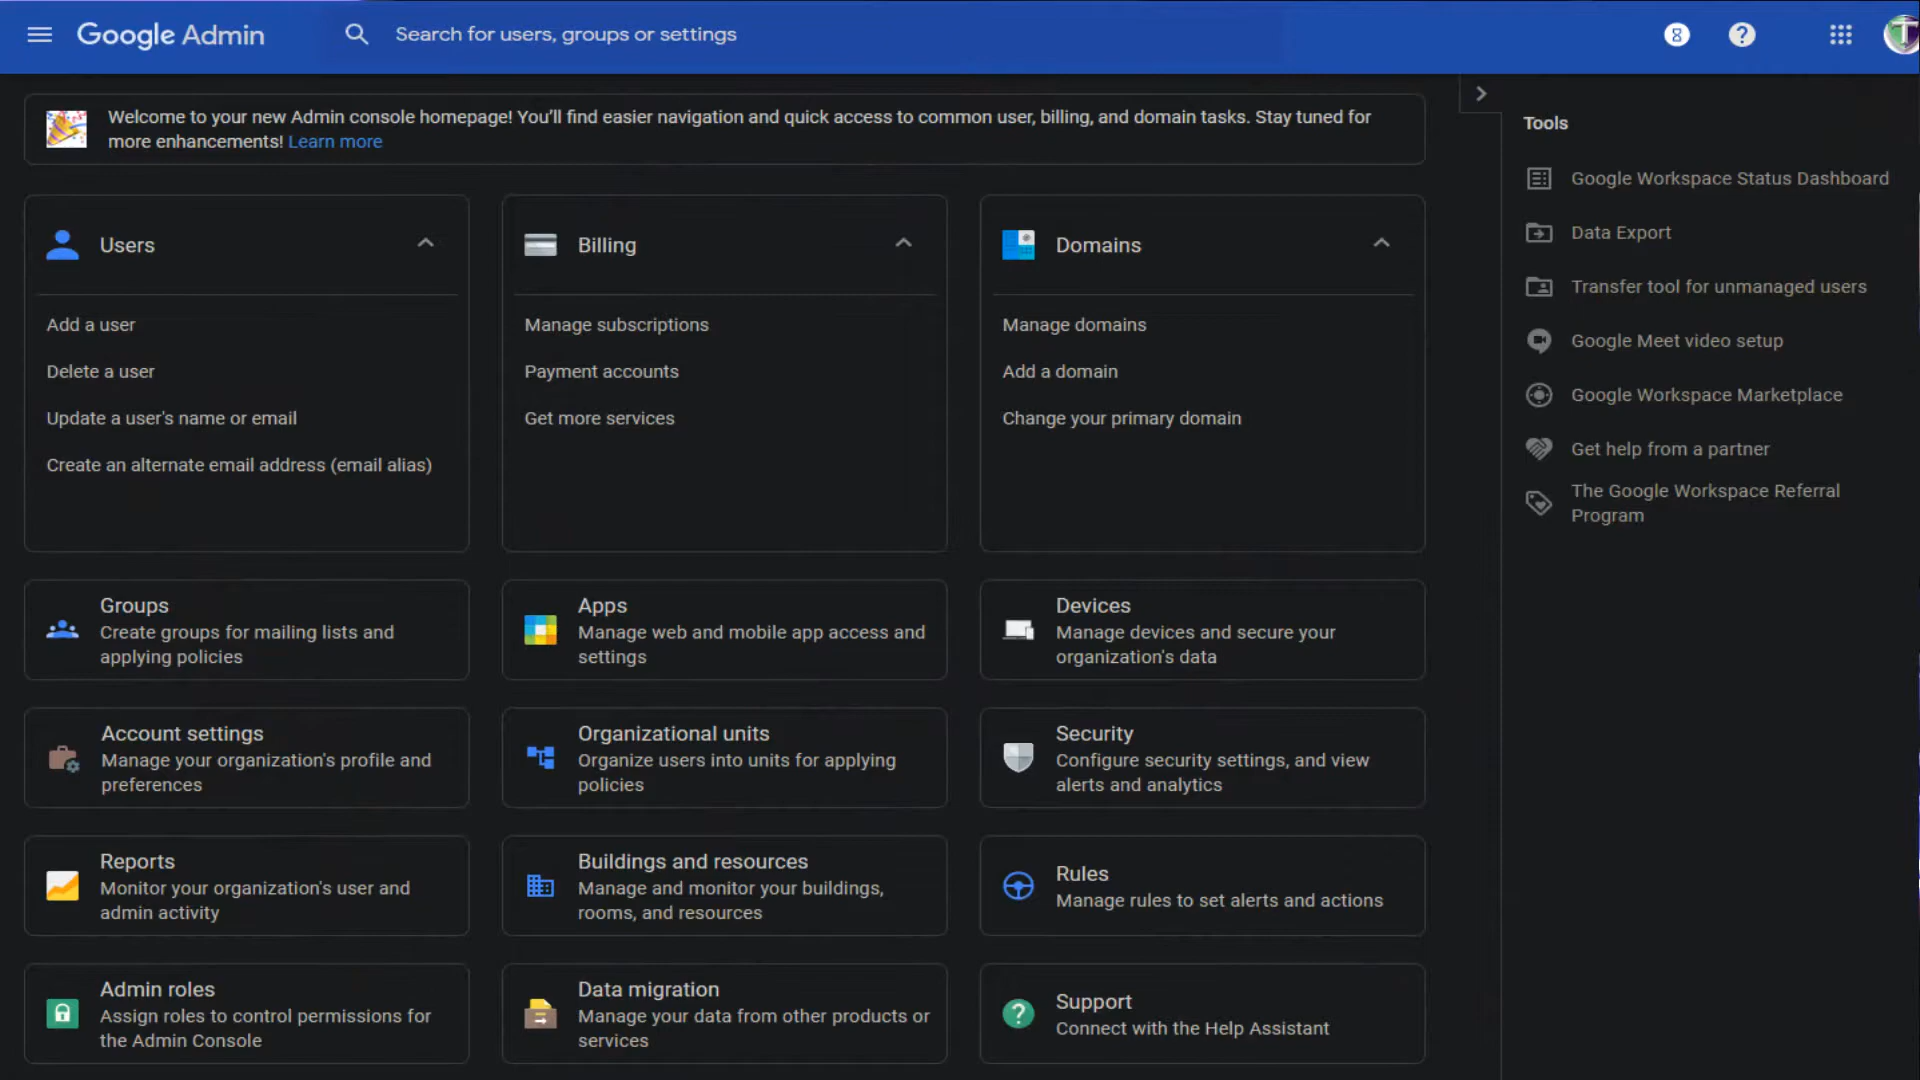 Google Admin
Search for users, groups or settings
Welcome to your new Admin console homepage! You’ll find easier navigation and quick access to common user, billing, and domain tasks. Stay tuned for
more enhancements! Learn more
Users
Add a user
Delete a user
Update a user's name or email
Create an alternate email address (email alias)
Billing
Manage subscriptions
Payment accounts
Get more services
Domains
Manage domains
Add a domain
Change your primary domain
Groups
Create groups for mailing lists and
applying policies
Apps
Manage web and mobile app access and
settings
Devices
Manage devices and secure your
organization's data
Account settings
Manage your organization’s profile and
preferences
Organizational units
Organize users into units for applying
policies
Security
Configure security settings, and view
alerts and analytics
Reports
Monitor your organization's user and
admin activity
Buildings and resources
Manage and monitor your buildings,
rooms, and resources
Rules
Manage rules to set alerts and actions
Admin roles
Assign roles to control permissions for
the Admin Console
Data migration
Manage your data from other products or
services
Support
Connect with the Help Assistant
Tools
Google Workspace Status Dashboard
Data Export
Transfer tool for unmanaged users
Google Meet video setup
Google Workspace Marketplace
Get help from a partner
The Google Workspace Referral
Program